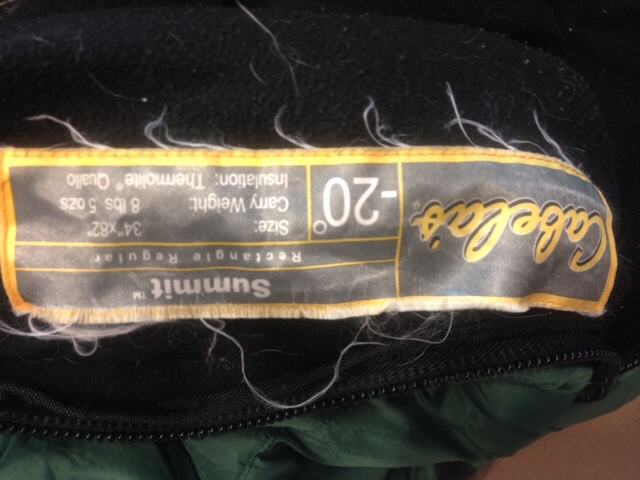 Cabela's®
-20°
Summit™
Rectangle Regular
Size: 34"x82"
Carry Weight: 8 lbs 5 ozs
Insulation: Thermolite® Quallo